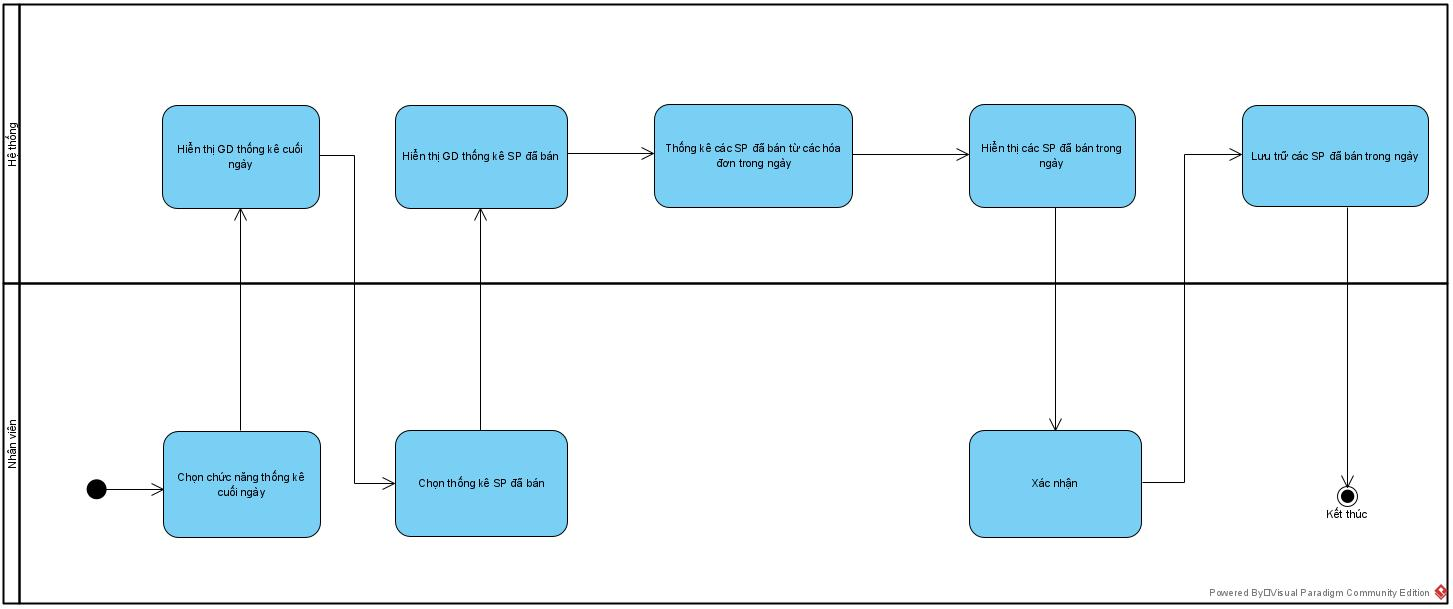 Hệ thống
Hiển thị GD thống kê cuối
ngày
Hiển thị GD thống kê SP đã bán
Thống kê các SP đã bán từ các hóa
đơn trong ngày
Hiển thị các SP đã bán trong
ngày
Lưu trữ các SP đã bán trong ngày
Nhân viên
Chọn chức năng thống kê
cuối ngày
Chọn thống kê SP đã bán
Xác nhận
Kết thúc
Powered By□Visual Paradigm Community Edition